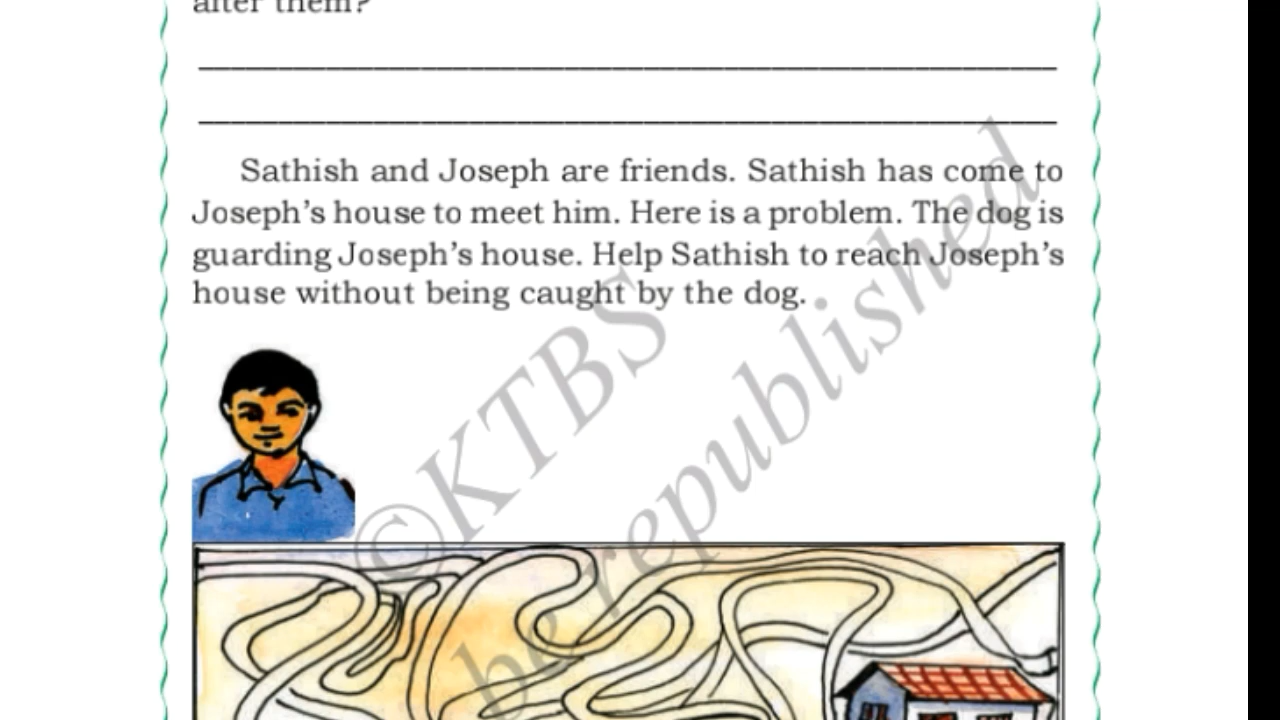 after them?
Sathish and Joseph are friends. Sathish has come to
Joseph’s house to meet him. Here is a problem. The dog is
guarding Joseph’s house. Help Sathish to reach Joseph’s
house without being caught by the dog.
©KTBS
be republished